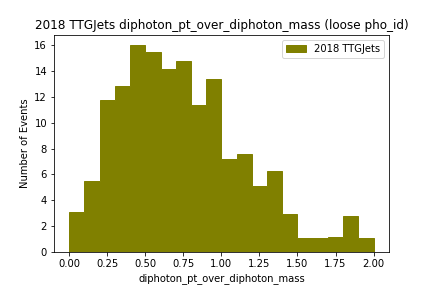 2018 TTGJets diphoton_pt_over_diphoton_mass (loose pho_id)
2018 TTGJets
Number of Events
16
14
12
10
8
6
4
2
0
0.00 0.25 0.50 0.75 1.00 1.25 1.50 1.75 2.00
diphoton_pt_over_diphoton_mass